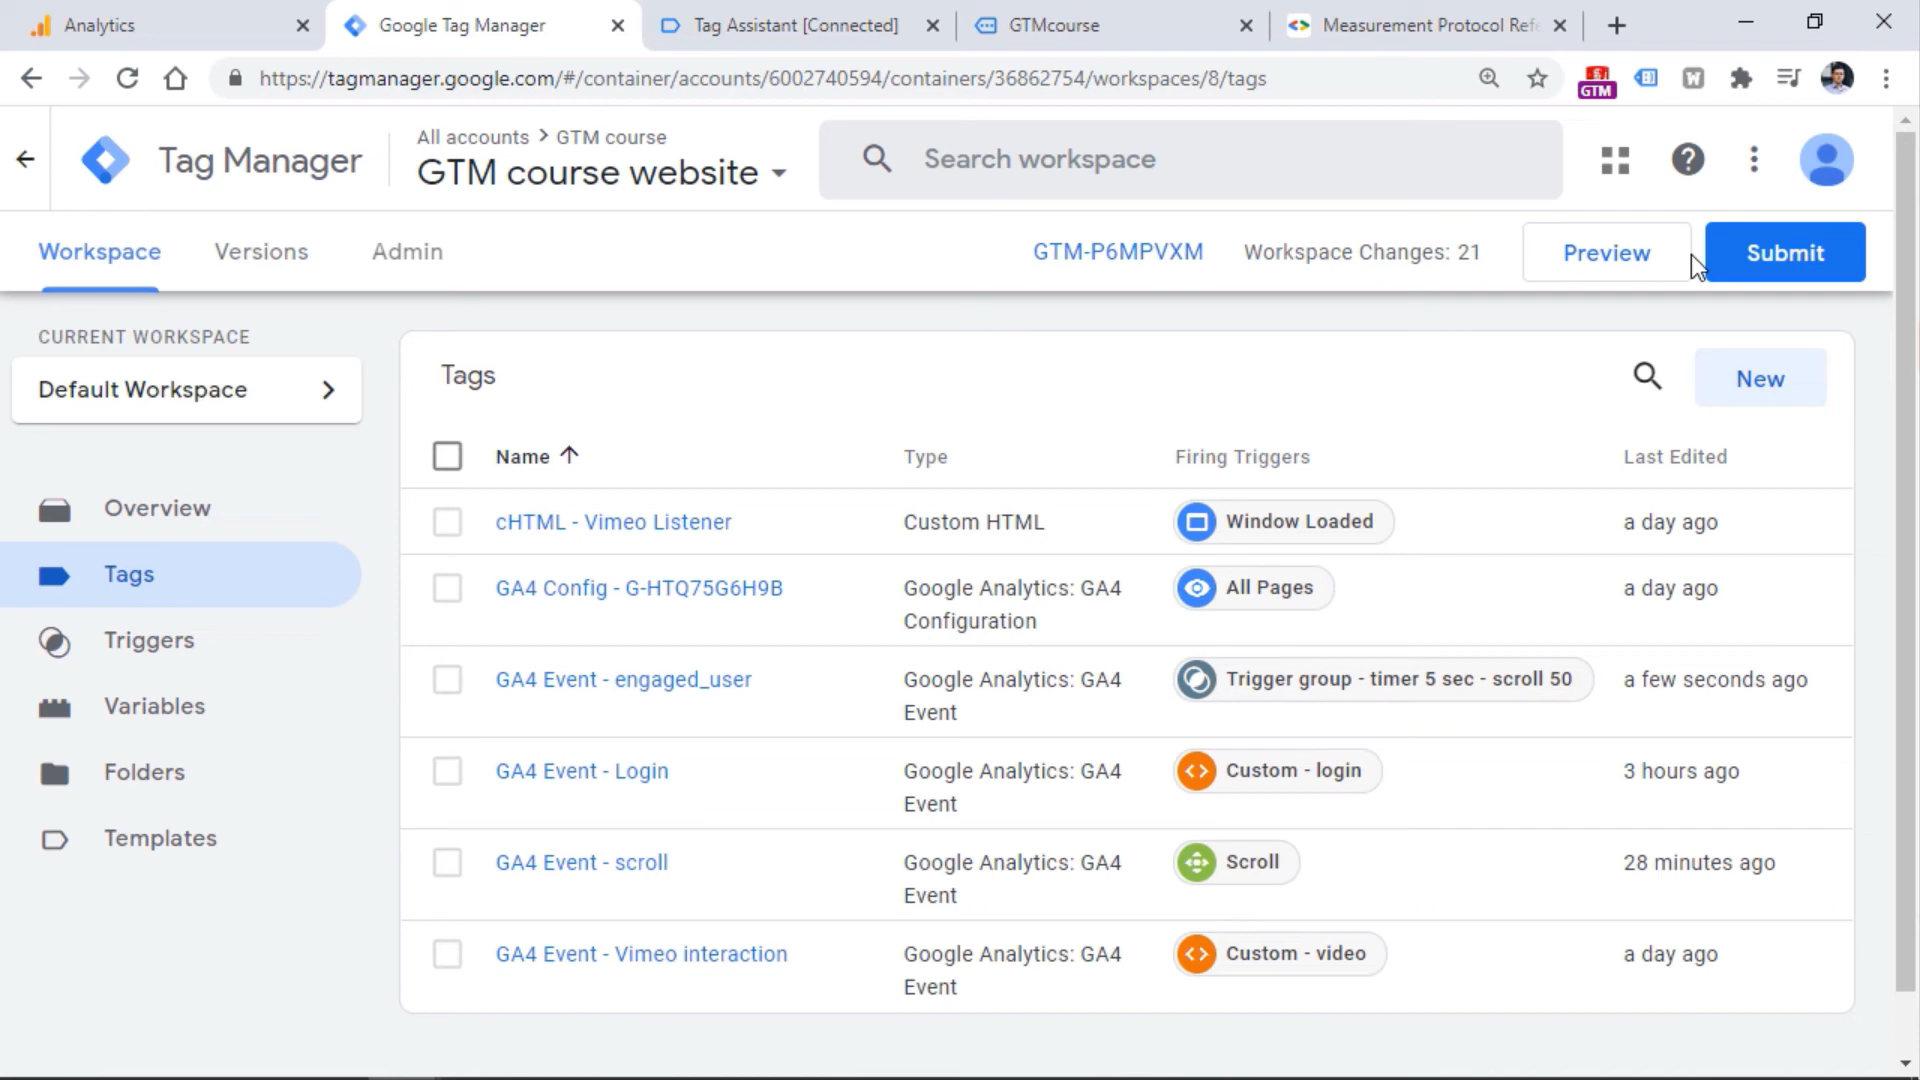 Analytics
Google Tag Manager
Tag Assistant [Connected]
GTMcourse
Measurement Protocol Refe
https://tagmanager.google.com/#/container/accounts/6002740594/containers/36862754/workspaces/8/tags
GTM
W
Tag Manager
All accounts > GTM course
GTM course website
Search workspace
Workspace
Versions
Admin
GTM-P6MPVXM
Workspace Changes: 21
Preview
Submit
CURRENT WORKSPACE
Default Workspace
Overview
Tags
Triggers
Variables
Folders
Templates
Tags
New
Name
Type
Firing Triggers
Last Edited
cHTML - Vimeo Listener
Custom HTML
Window Loaded
a day ago
GA4 Config - G-HTQ75G6H9B
Google Analytics: GA4
Configuration
All Pages
a day ago
GA4 Event - engaged_user
Google Analytics: GA4
Event
Trigger group - timer 5 sec - scroll 50
a few seconds ago
GA4 Event - Login
Google Analytics: GA4
Event
Custom - login
3 hours ago
GA4 Event - scroll
Google Analytics: GA4
Event
Scroll
28 minutes ago
GA4 Event - Vimeo interaction
Google Analytics: GA4
Event
Custom - video
a day ago